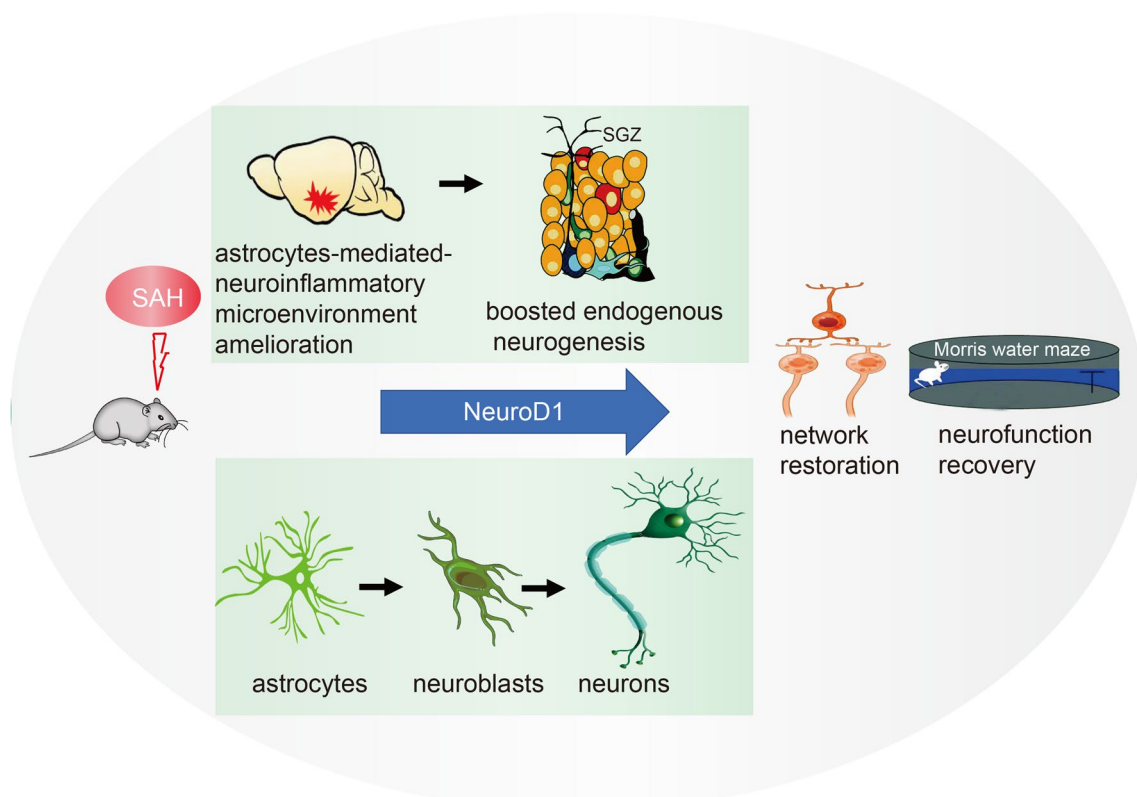 SAH
SGZ
astrocytes-mediated-
neuroinflammatory
microenvironment
amelioration
boosted endogenous
neurogenesis
NeuroD1
astrocytes
neuroblasts
neurons
network
restoration
Morris water maze
neurofunction
recovery